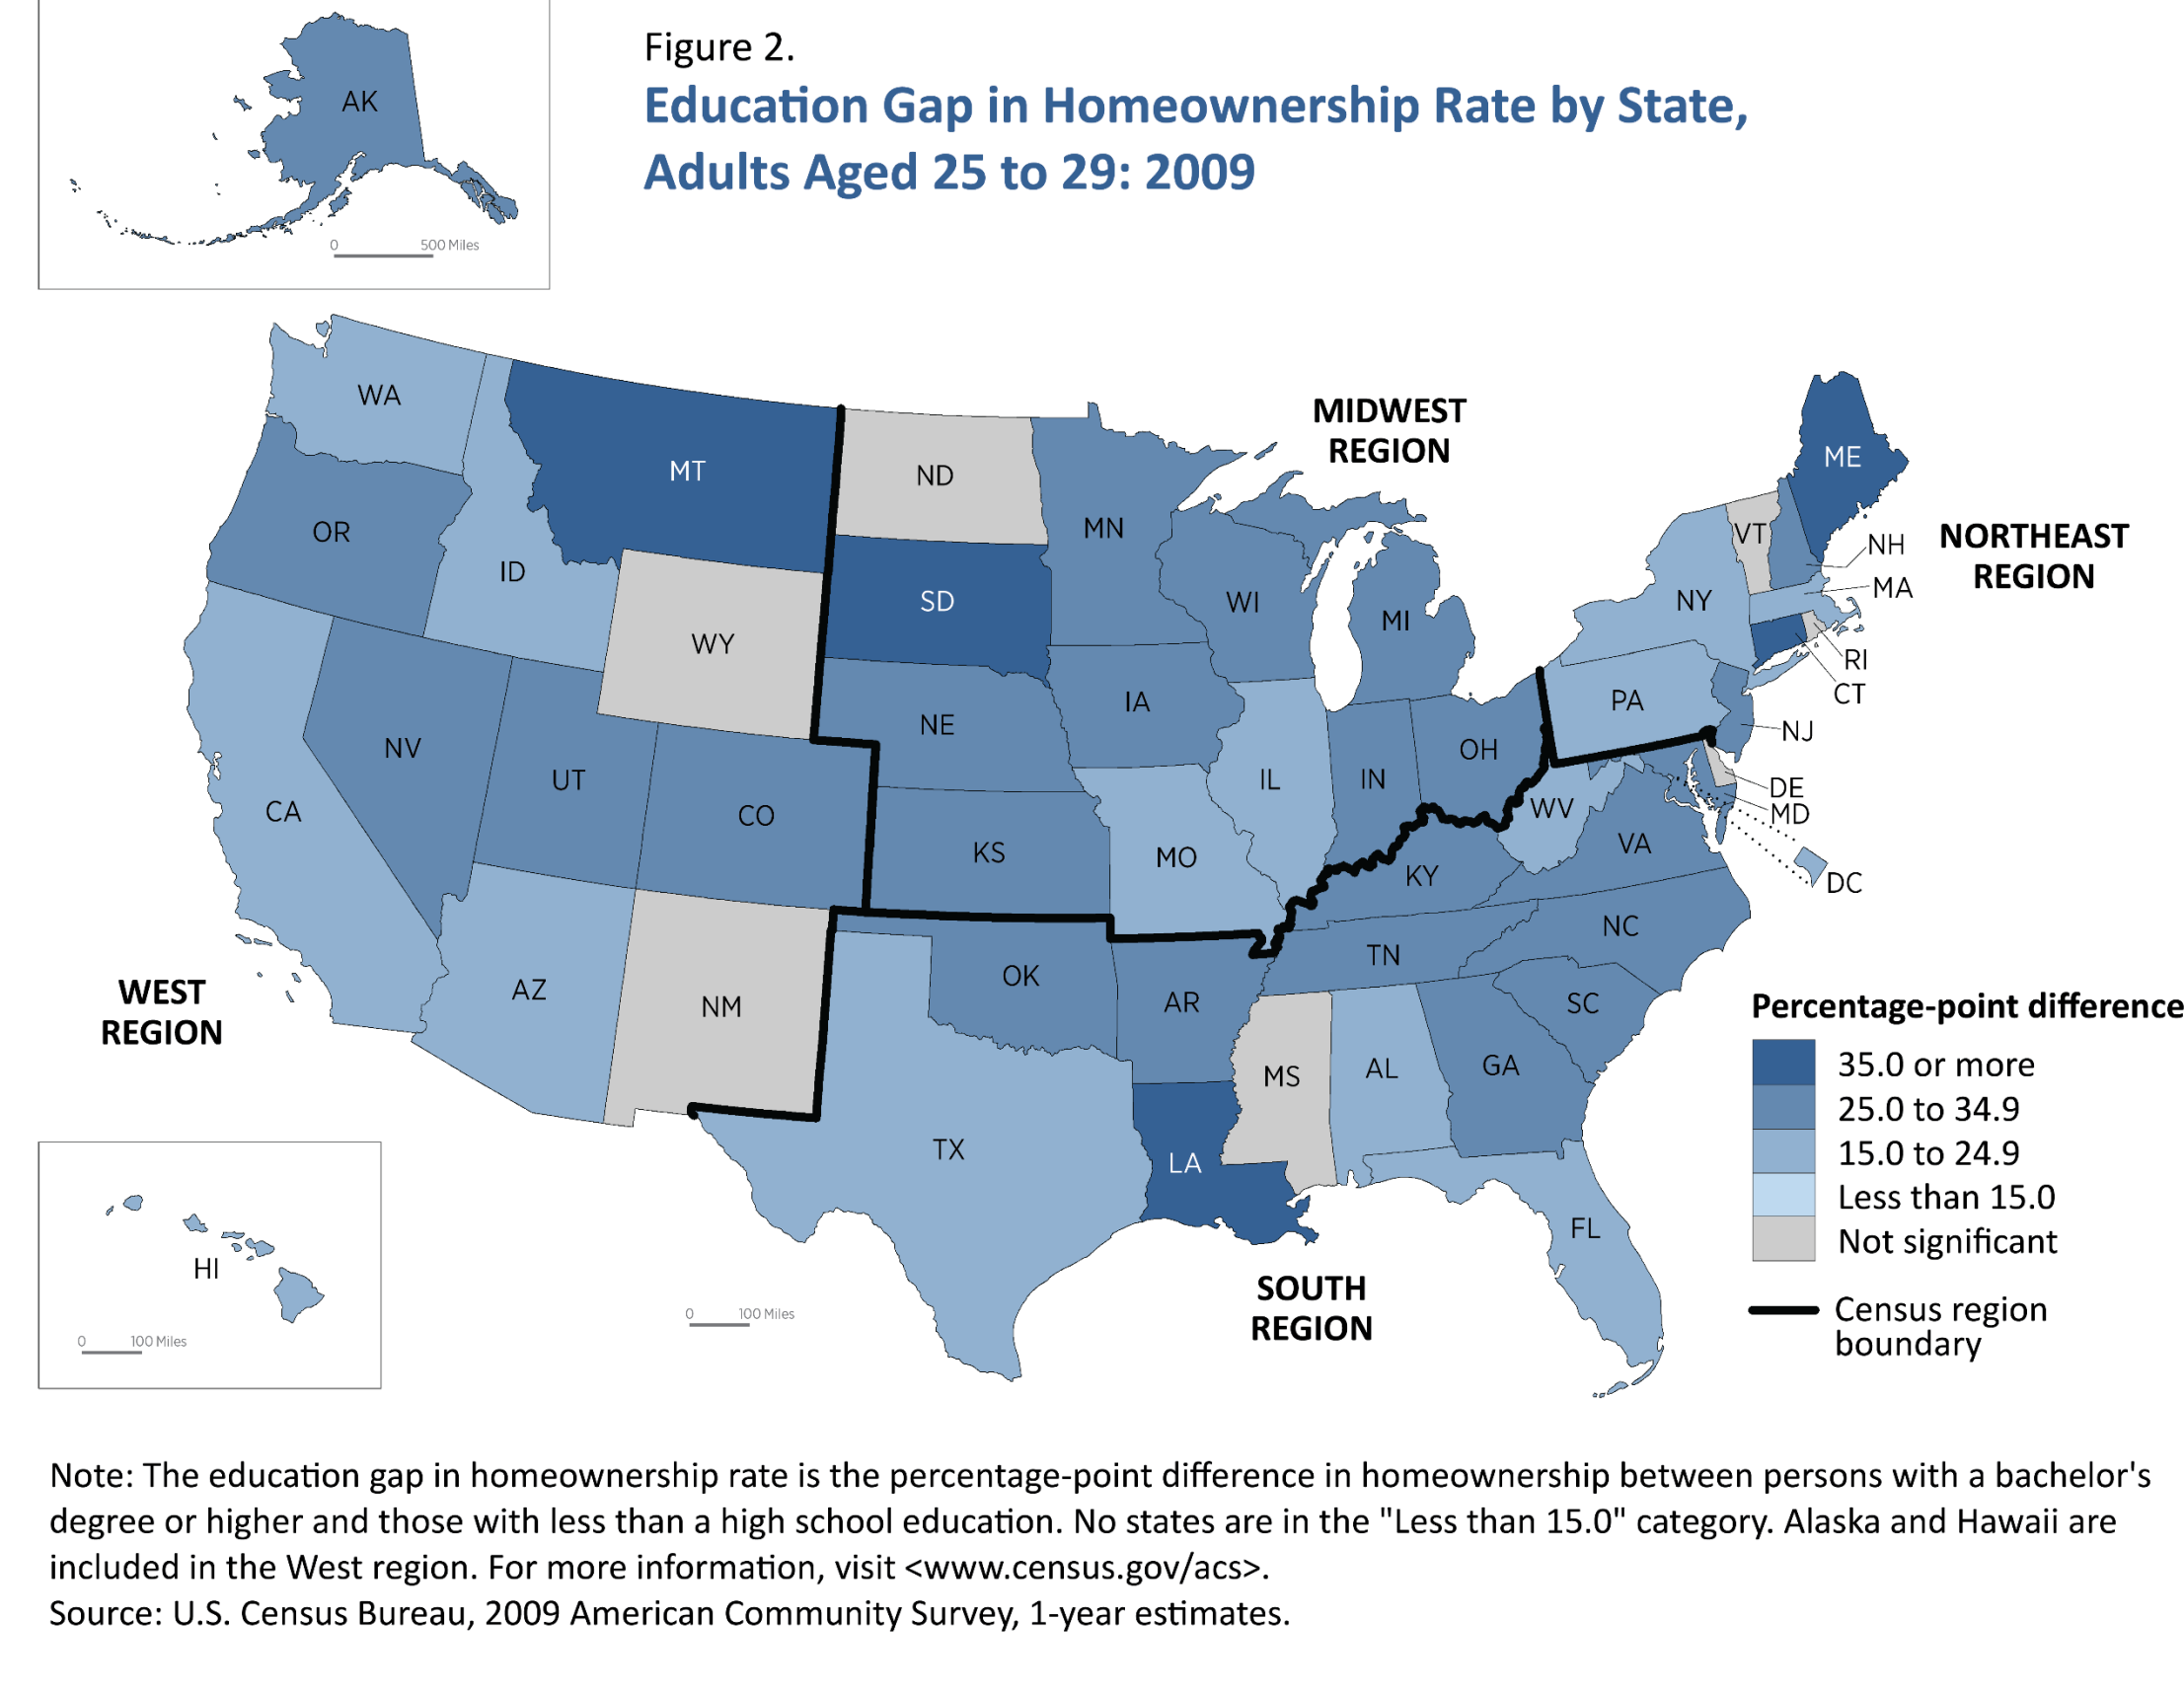 Figure 2.
Education Gap in Homeownership Rate by State,
Adults Aged 25 to 29: 2009
AK
0 500 Miles
WA
MT
ND
MN
MIDWEST
REGION
ME
OR
ID
SD
WI
MI
NY
VT
NH
MA
NORTHEAST
REGION
WY
RI
CT
NE
IA
PA
NJ
NV
UT
CO
CA
KS
MO
IL
IN
OH
WV
DE
MD
VA
DC
KY
NC
TN
WEST
REGION
AZ
NM
OK
AR
SC
MS
AL
GA
TX
LA
FL
HI
0 100 Miles
0 100 Miles
SOUTH
REGION
Percentage-point difference
35.0 or more
25.0 to 34.9
15.0 to 24.9
Less than 15.0
Not significant
Census region
boundary
Note: The education gap in homeownership rate is the percentage-point difference in homeownership between persons with a bachelor's
degree or higher and those with less than a high school education. No states are in the "Less than 15.0" category. Alaska and Hawaii are
included in the West region. For more information, visit <www.census.gov/acs>.
Source: U.S. Census Bureau, 2009 American Community Survey, 1-year estimates.